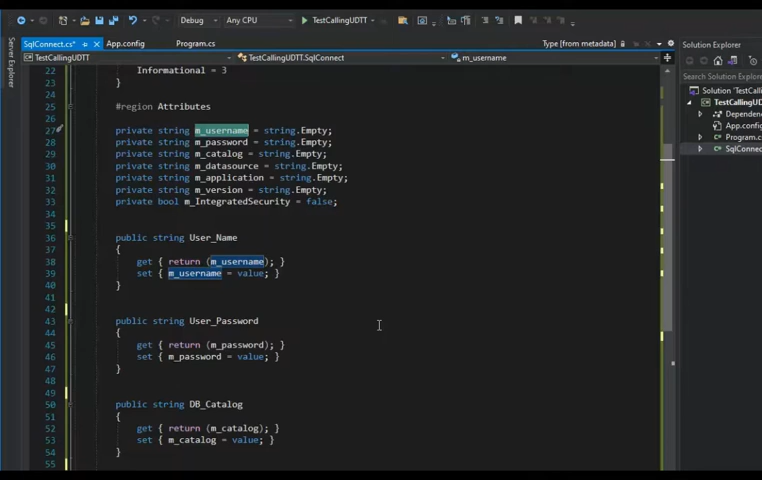 Debug Any CPU TestCallingUDTT
SqlConnect.cs* App.config Program.cs Type [from metadata] Solution Explorer
TestCallingUDTT TestCallingUDTT.SqlConnect m_username
Server Explorer
Search Solution Explorer
Solution 'TestCalli
TestCallingUD
Dependen
App.config
Program.cs
SqlConnec
22 Informational = 3
23 }
24
25 #region Attributes
26
27 private string m_username = string.Empty;
28 private string m_password = string.Empty;
29 private string m_catalog = string.Empty;
30 private string m_datasource = string.Empty;
31 private string m_application = string.Empty;
32 private string m_version = string.Empty;
33 private bool m_IntegratedSecurity = false;
34
35
36 public string User_Name
37 {
38 get { return (m_username); }
39 set { m_username = value; }
40 }
41
42
43 public string User_Password
44 {
45 get { return (m_password); }
46 set { m_password = value; }
47 }
48
49
50 public string DB_Catalog
51 {
52 get { return (m_catalog); }
53 set { m_catalog = value; }
54 }
55